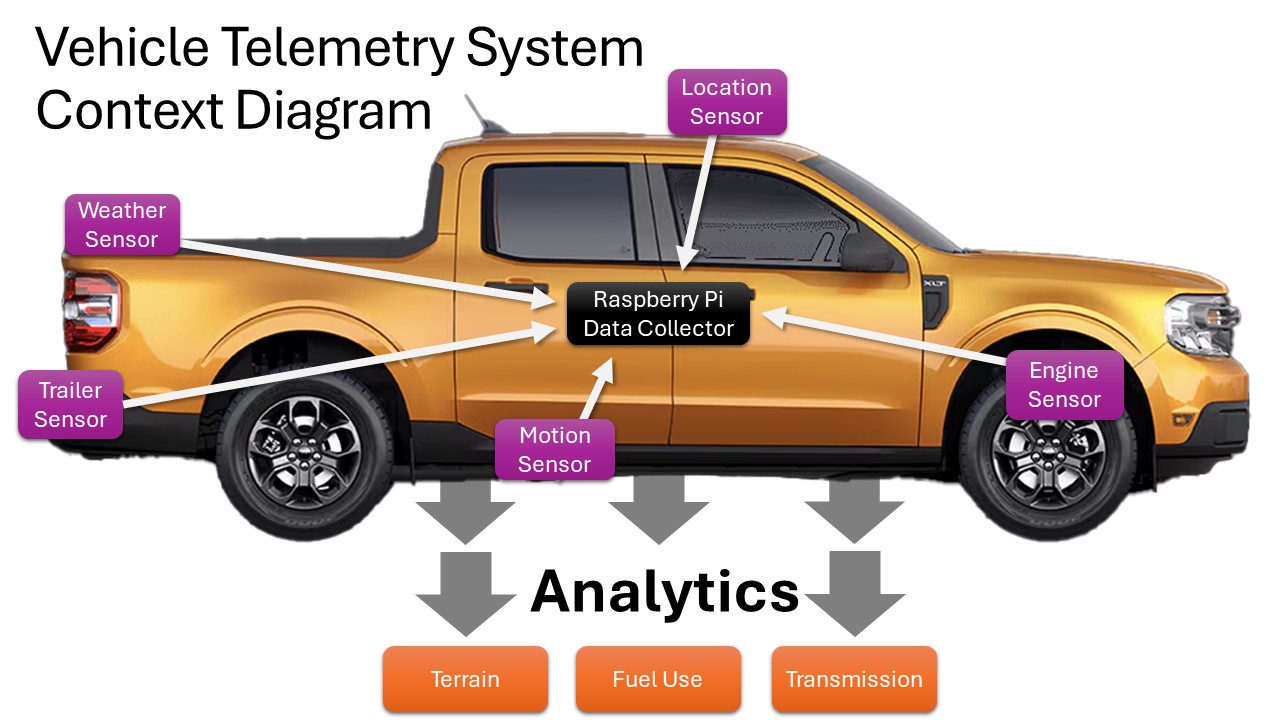 Vehicle Telemetry System
Context Diagram
Location
Sensor
Weather
Sensor
XLT
Raspberry Pi
Data Collector
Engine
Sensor
Trailer
Sensor
Motion
Sensor
Analytics
Terrain
Fuel Use
Transmission